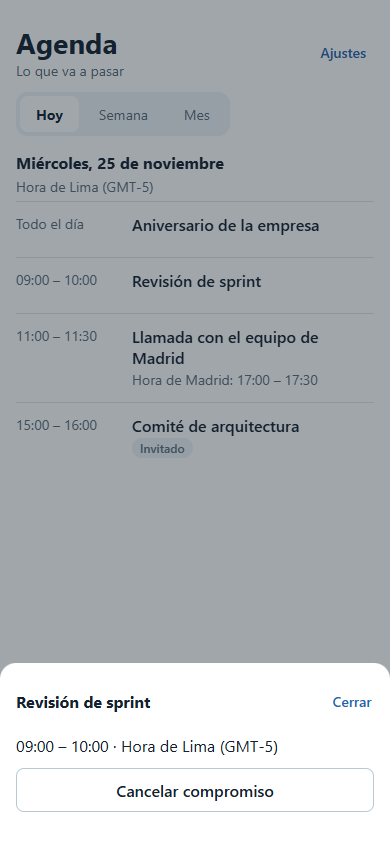 Agenda
Ajustes
Lo que va a pasar
Hoy
Semana
Mes
Miércoles, 25 de noviembre
Hora de Lima (GMT-5)
Todo el día
Aniversario de la empresa
09:00 – 10:00
Revisión de sprint
11:00 – 11:30
Llamada con el equipo de
Madrid
Hora de Madrid: 17:00 – 17:30
15:00 – 16:00
Comité de arquitectura
Invitado
Revisión de sprint
Cerrar
09:00 – 10:00 · Hora de Lima (GMT-5)
Cancelar compromiso